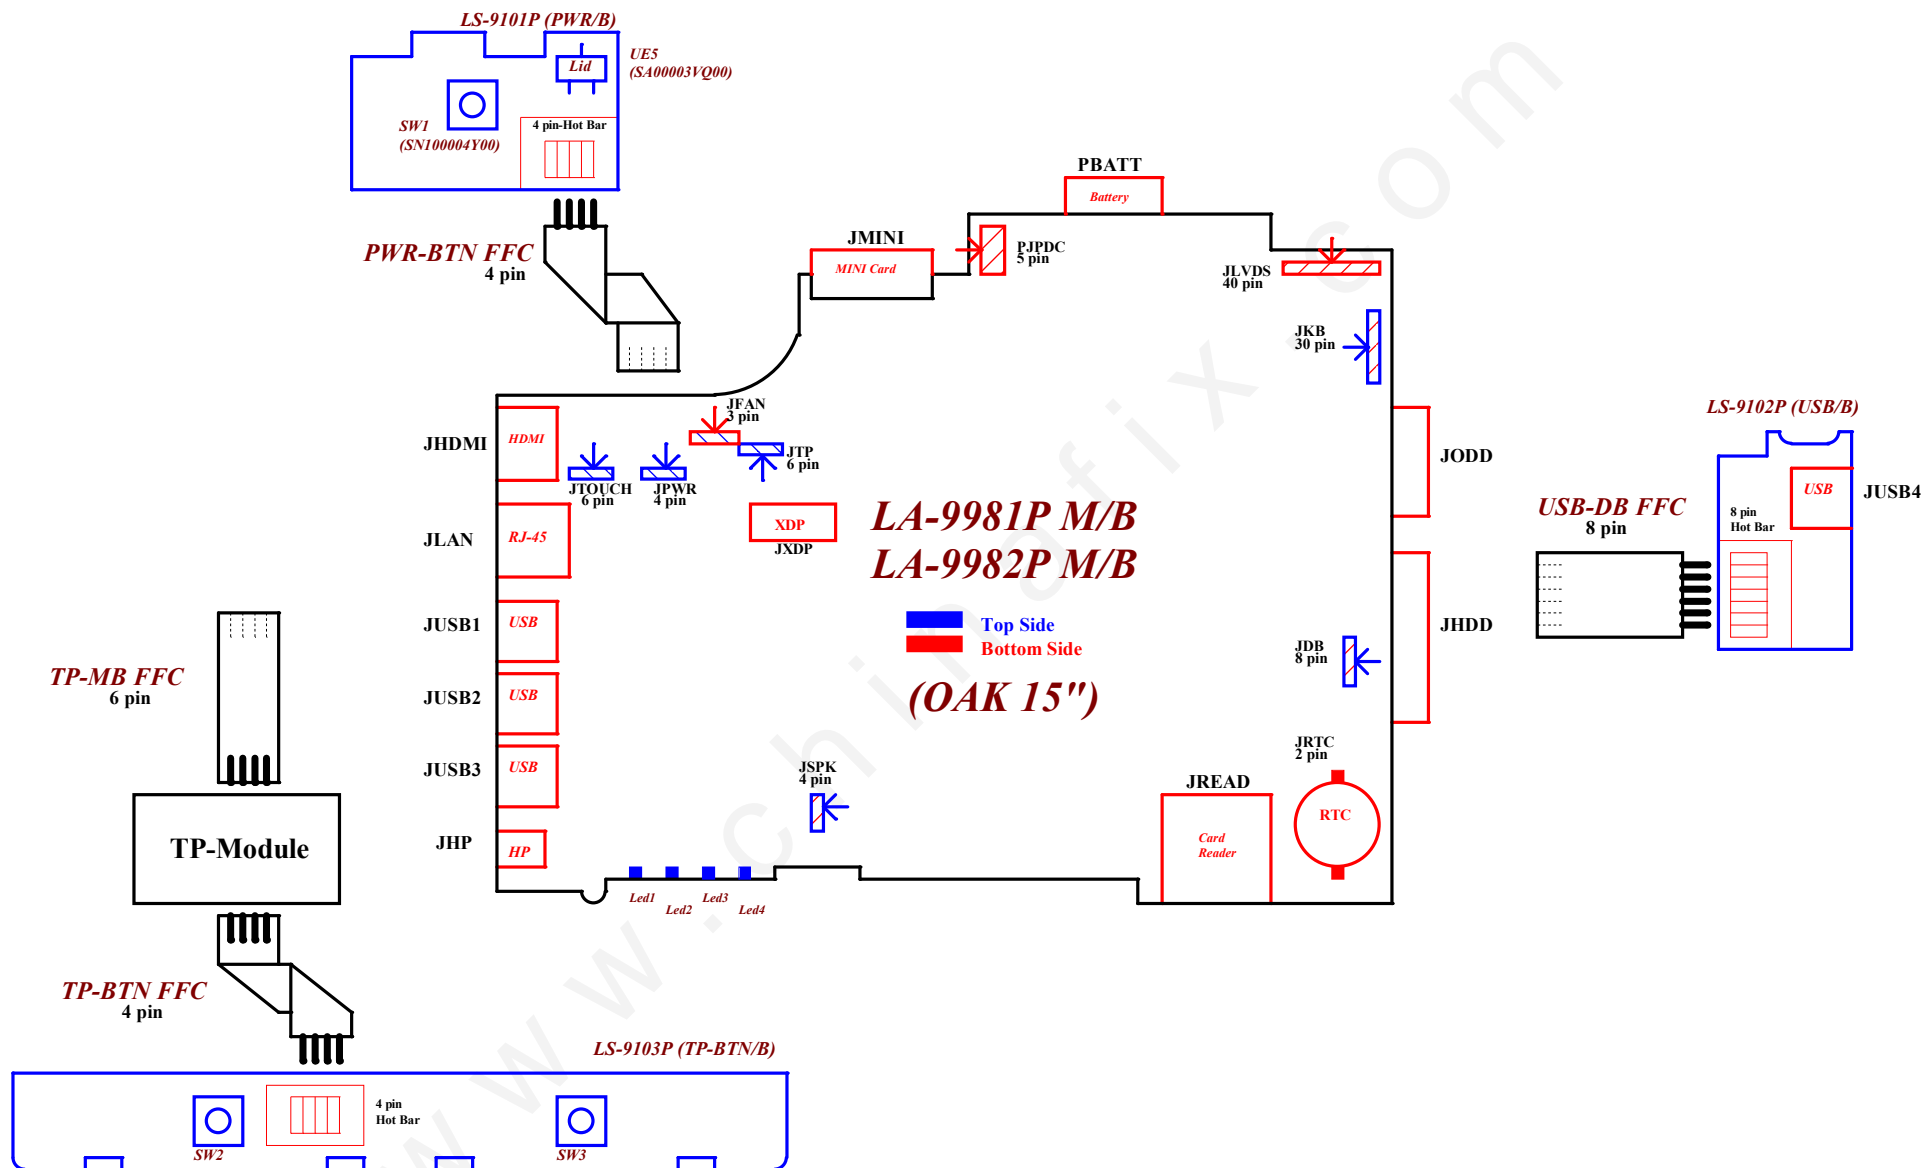 LS-9101P (PWR/B)
UE5
(SA00003VQ00)
Lid
SW1
(SN100004Y00)
4 pin-Hot Bar
PWR-BTN FFC
4 pin
PBATT
Battery
JMINI
MINI Card
PJPDC
5 pin
JLVDS
40 pin
JKB
30 pin
JFAN
3 pin
JTP
6 pin
JHDMI
HDMI
JTOUCH
6 pin
JPWR
4 pin
JLAN
RJ-45
XDP
JXDP
LA-9981P M/B
LA-9982P M/B
Top Side
Bottom Side
(OAK 15")
JODD
JHDD
JDB
8 pin
LS-9102P (USB/B)
USB
JUSB4
8 pin
Hot Bar
USB-DB FFC
8 pin
JUSB1
USB
JUSB2
USB
JUSB3
USB
JHP
HP
TP-MB FFC
6 pin
TP-Module
JSPK
4 pin
JREAD
Card
Reader
JRTC
2 pin
RTC
Led1
Led2
Led3
Led4
TP-BTN FFC
4 pin
LS-9103P (TP-BTN/B)
4 pin
Hot Bar
SW2
SW3
www.chinafix.com